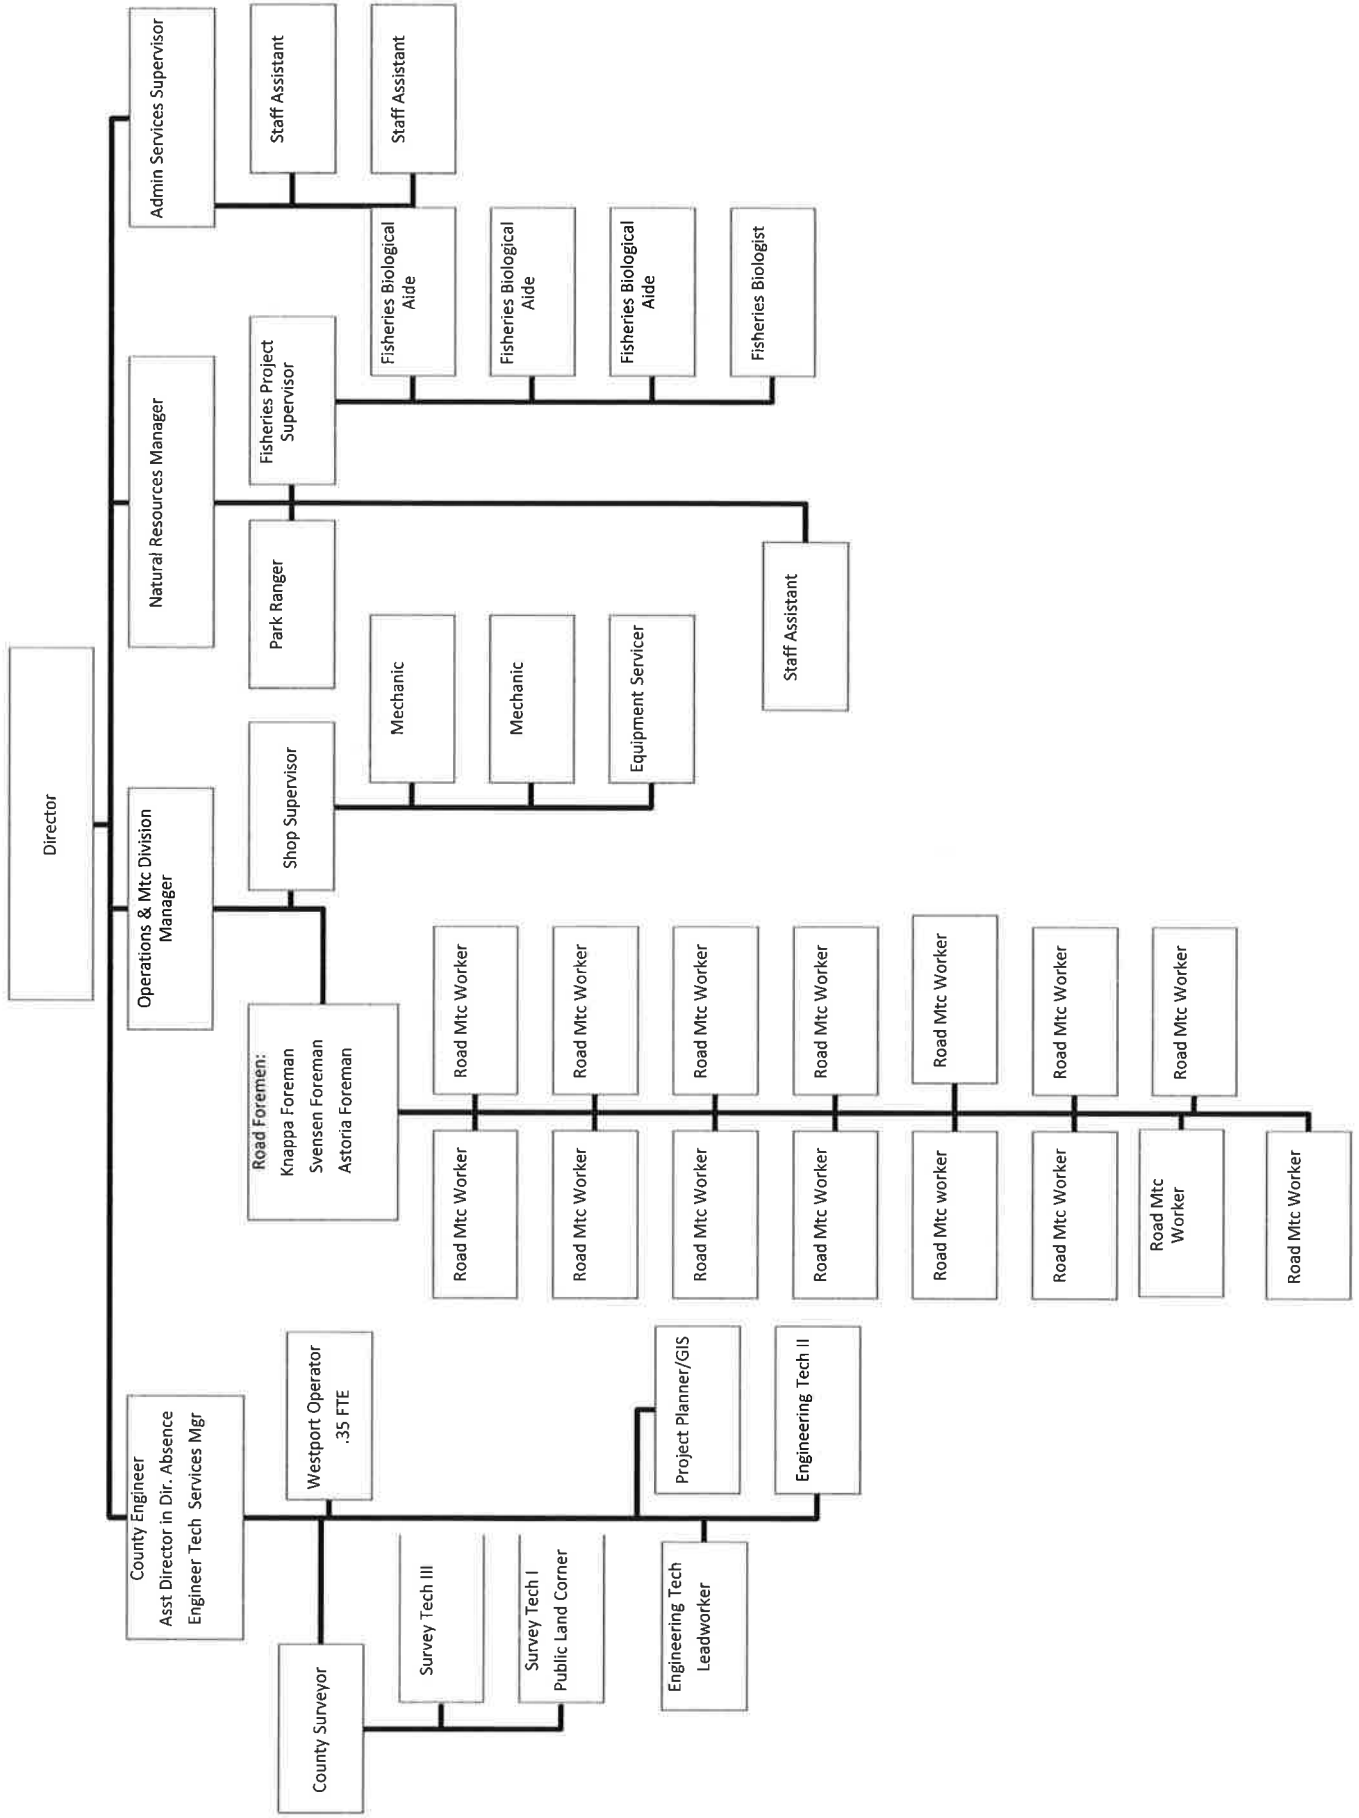 Director
County Engineer
Asst Director in Dir. Absence
Engineer Tech Services Mgr
Operations & Mtc Division
Manager
Natural Resources Manager
Admin Services Supervisor
County Surveyor
Survey Tech III
Survey Tech I
Public Land Corner
Westport Operator
.35 FTE
Engineering Tech
Leadworker
Project Planner/GIS
Engineering Tech II
Road Foremen:
Knappa Foreman
Svensen Foreman
Astoria Foreman
Road Mtc Worker
Road Mtc Worker
Road Mtc Worker
Road Mtc Worker
Road Mtc Worker
Road Mtc Worker
Road Mtc Worker
Road Mtc Worker
Road Mtc worker
Road Mtc Worker
Road Mtc Worker
Road Mtc Worker
Road Mtc
Worker
Road Mtc Worker
Road Mtc Worker
Shop Supervisor
Mechanic
Mechanic
Equipment Servicer
Park Ranger
Fisheries Project
Supervisor
Fisheries Biological
Aide
Fisheries Biological
Aide
Fisheries Biological
Aide
Fisheries Biologist
Staff Assistant
Staff Assistant
Staff Assistant